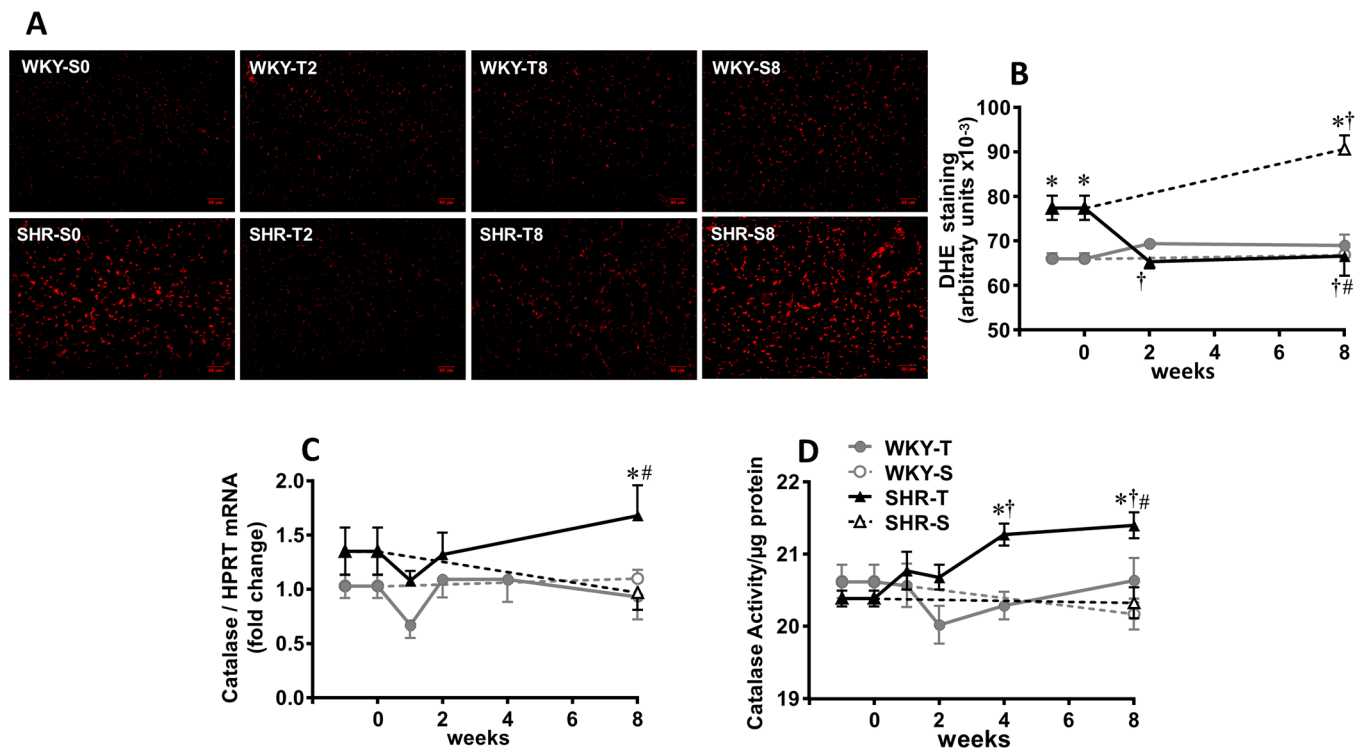 A
WKY-S0
WKY-T2
WKY-T8
WKY-S8
SHR-S0
SHR-T2
SHR-T8
SHR-S8
B
DHE staining
(arbitraty units x10-3)
100
90
80
70
60
50
* *
*†
†
†#
0 2 4 6 8
weeks
C
Catalase / HPRT mRNA
(fold change)
2.0
1.5
1.0
0.5
0.0
*#
0 2 4 6 8
weeks
D
WKY-T
WKY-S
SHR-T
SHR-S
Catalase Activity/µg protein
22
21
20
19
*†
*†#
0 2 4 6 8
weeks